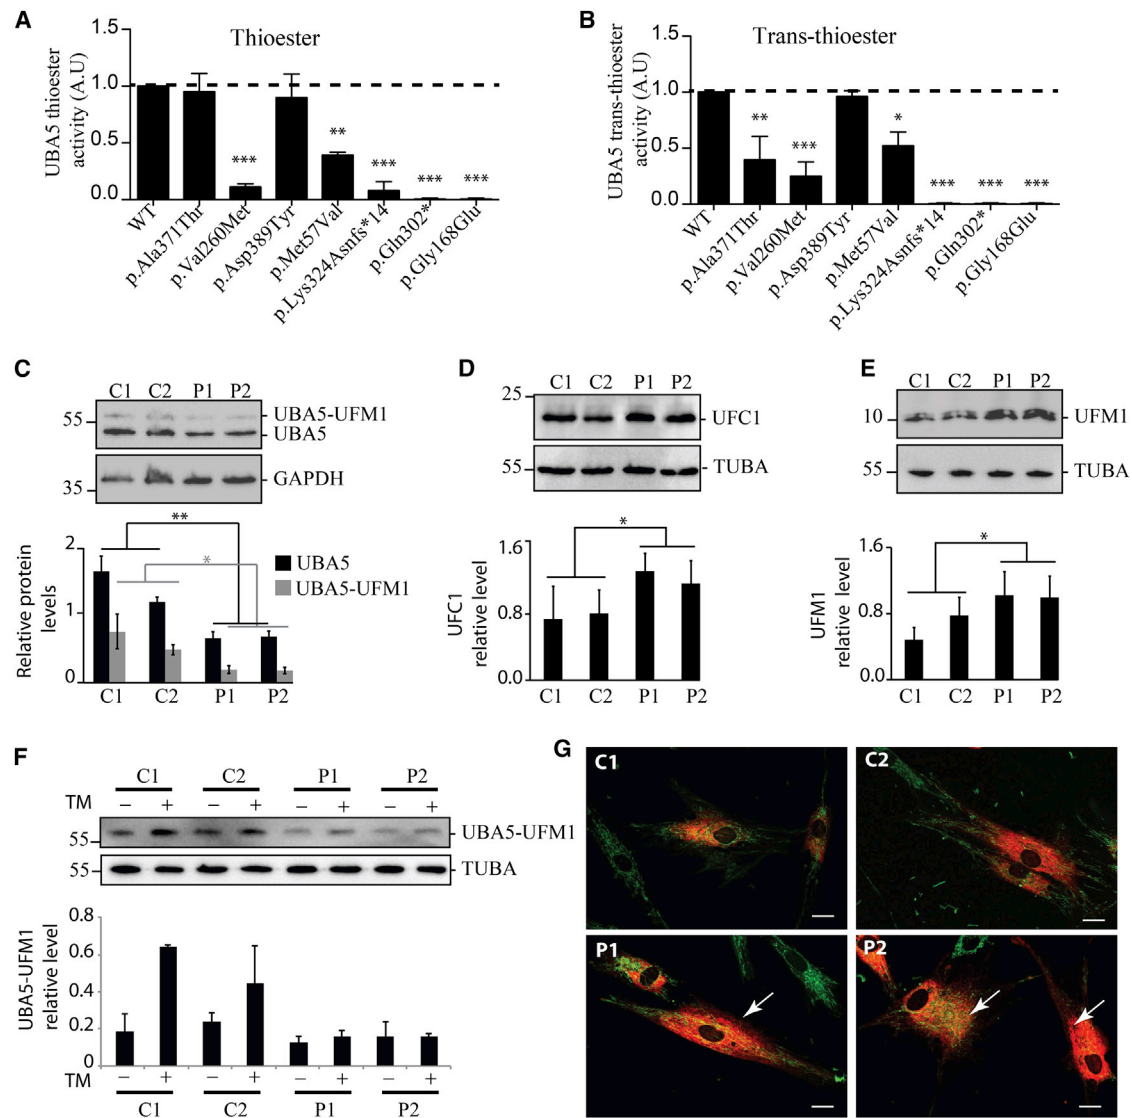 A
Thioester
UBA5 thioester
activity (A.U)
1.0
0.5
0.0
**
***
***
***
***
WT
p.Ala371Thr
p.Val260Met
p.Asp389Tyr
p.Met57Val
p.Lys324Asnfs*14
p.Gln302*
p.Gly168Glu
B
Trans-thioester
UBA5 trans-thioester
activity (A.U)
1.5
1.0
0.5
0.0
**
***
*
***
***
***
WT
p.Ala371Thr
p.Val260Met
p.Asp389Tyr
p.Met57Val
p.Lys324Asnfs*14
p.Gln302*
p.Gly168Glu
C
C1 C2 P1 P2
55
UBA5-UFM1
UBA5
35
GAPDH
**
*
Relative protein
levels
2
1
0
UBA5
UBA5-UFM1
C1 C2 P1 P2
D
C1 C2 P1 P2
25
UFC1
55
TUBA
*
UFC1
relative level
1.6
0.8
0.0
C1 C2 P1 P2
E
C1 C2 P1 P2
10
UFM1
55
TUBA
*
UFM1
relative level
1.6
0.8
0.0
C1 C2 P1 P2
F
C1 C2 P1 P2
TM – + – + – + – +
55
UBA5-UFM1
55
TUBA
UBA5-UFM1
relative level
0.8
0.6
0.4
0.2
0
TM – + – + – + – +
C1 C2 P1 P2
G
C1
C2
P1
P2